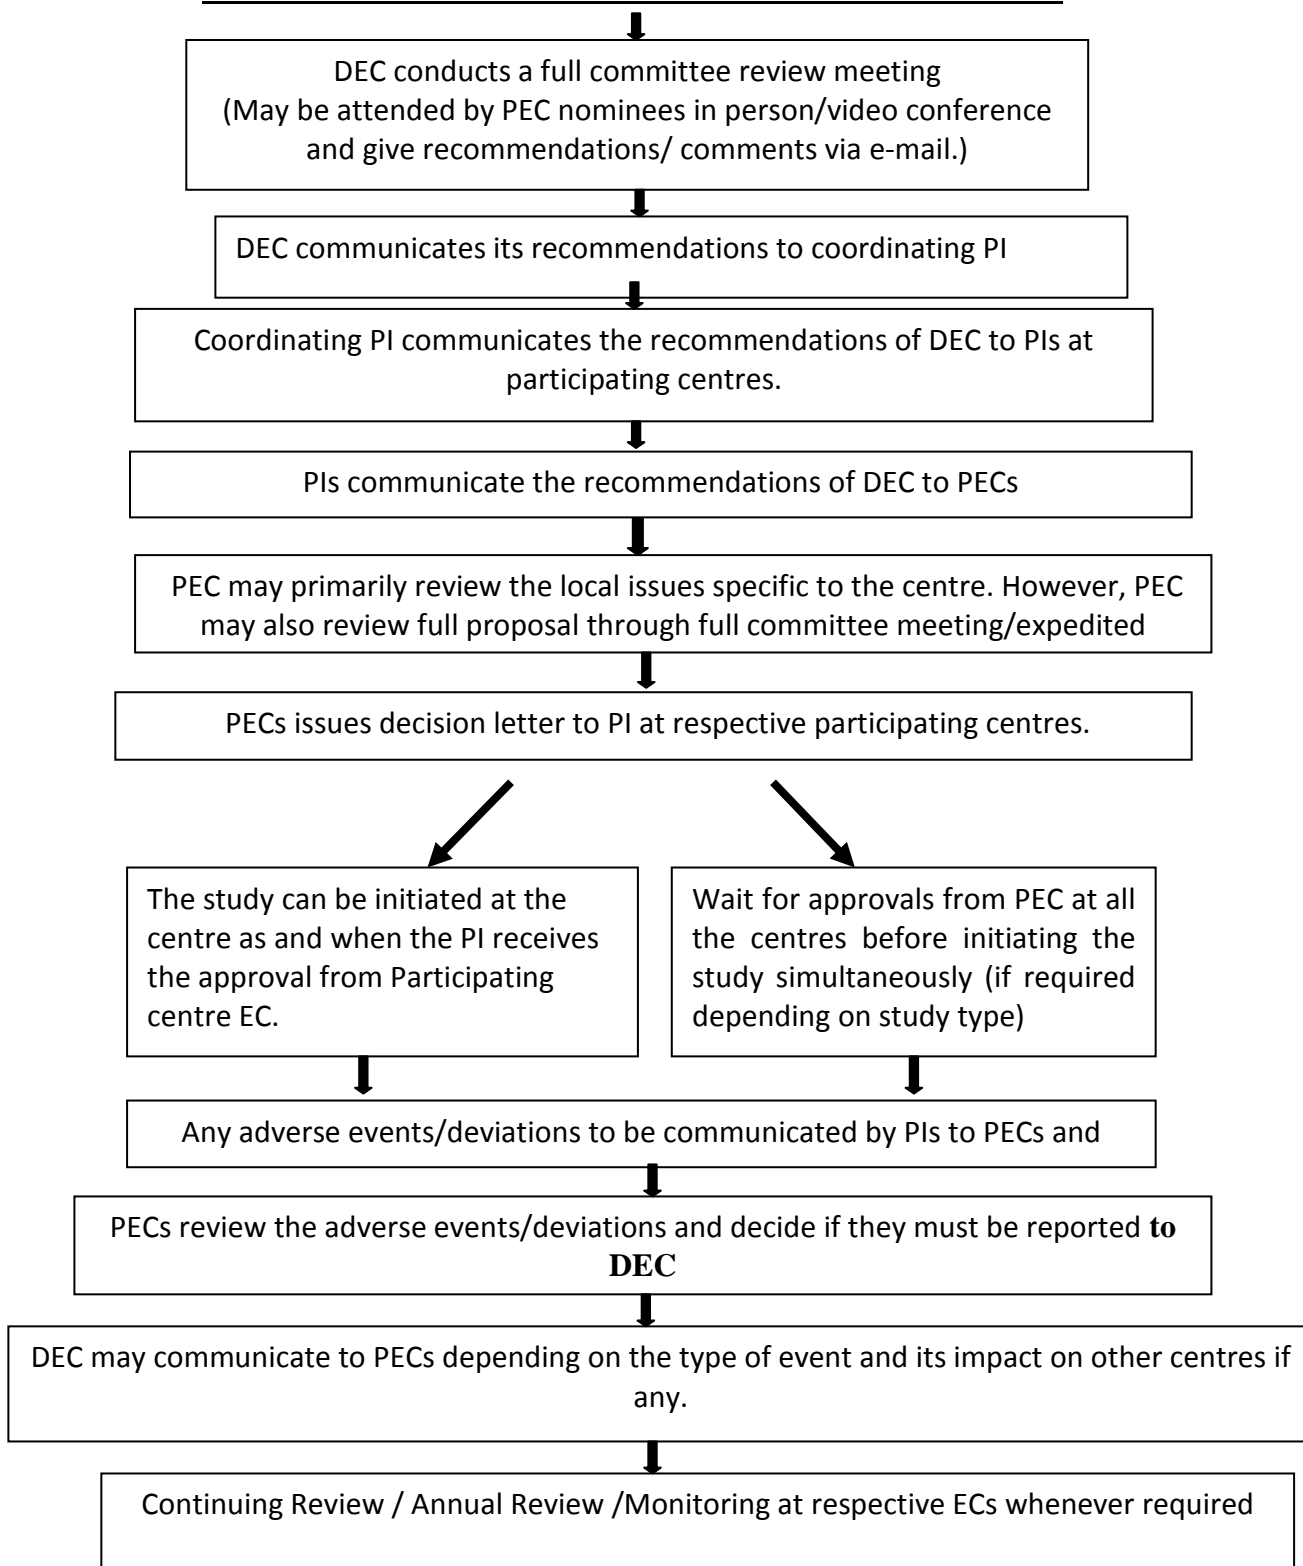 DEC conducts a full committee review meeting
(May be attended by PEC nominees in person/video conference
and give recommendations/ comments via e-mail.)
DEC communicates its recommendations to coordinating PI
Coordinating PI communicates the recommendations of DEC to PIs at
participating centres.
PIs communicate the recommendations of DEC to PECs
PEC may primarily review the local issues specific to the centre. However, PEC
may also review full proposal through full committee meeting/expedited
PECs issues decision letter to PI at respective participating centres.
The study can be initiated at the
centre as and when the PI receives
the approval from Participating
centre EC.
Wait for approvals from PEC at all
the centres before initiating the
study simultaneously (if required
depending on study type)
Any adverse events/deviations to be communicated by PIs to PECs and
PECs review the adverse events/deviations and decide if they must be reported to
DEC
DEC may communicate to PECs depending on the type of event and its impact on other centres if
any.
Continuing Review / Annual Review /Monitoring at respective ECs whenever required